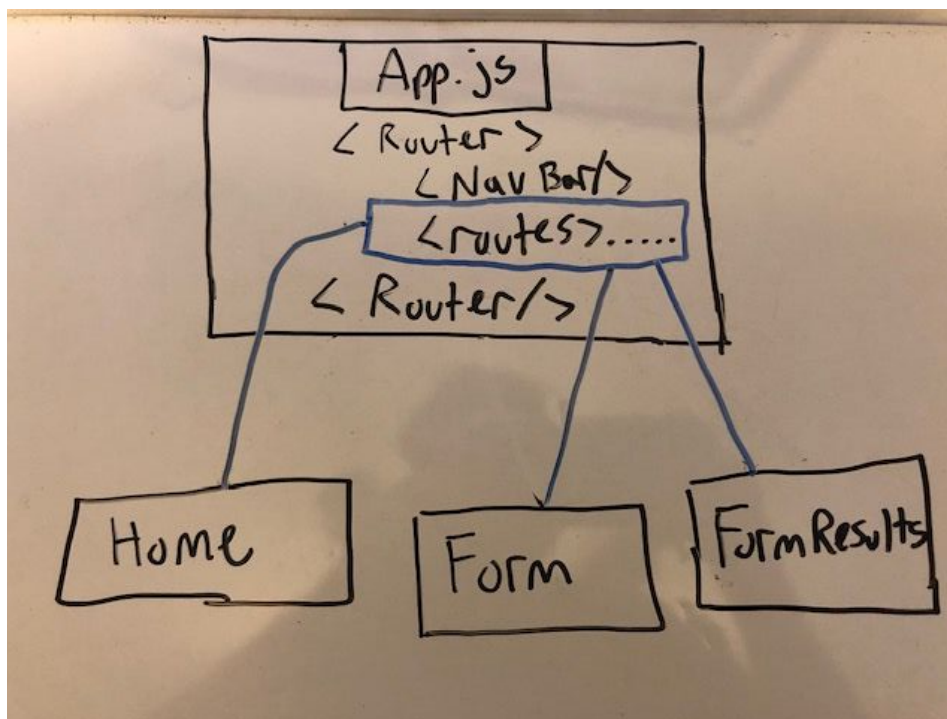 App.js
< Router >
< Nav Bar/>
<routes>.....
< Router/>
Home
Form
FormResults